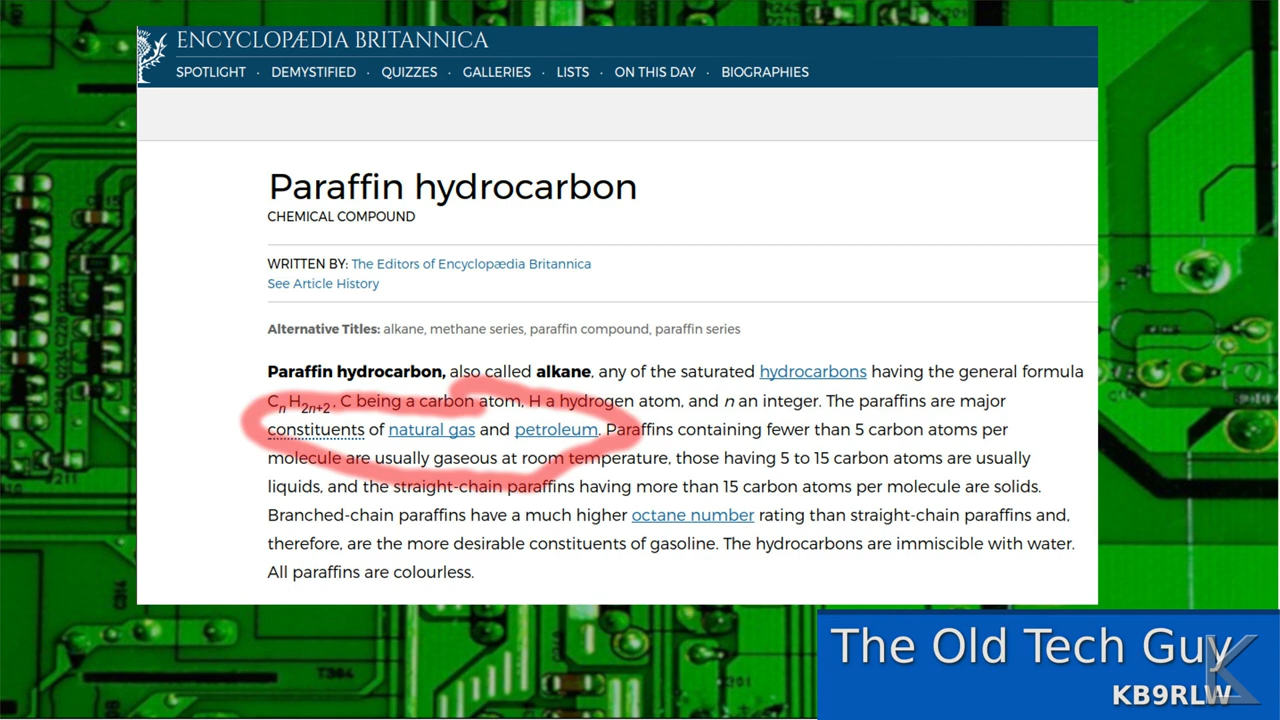 ENCYCLOPÆDIA BRITANNICA
SPOTLIGHT · DEMYSTIFIED · QUIZZES · GALLERIES · LISTS · ON THIS DAY · BIOGRAPHIES
Paraffin hydrocarbon
CHEMICAL COMPOUND
WRITTEN BY: The Editors of Encyclopædia Britannica
See Article History
Alternative Titles: alkane, methane series, paraffin compound, paraffin series
Paraffin hydrocarbon, also called alkane, any of the saturated hydrocarbons having the general formula
CnH2n+2, C being a carbon atom, H a hydrogen atom, and n an integer. The paraffins are major
constituents of natural gas and petroleum. Paraffins containing fewer than 5 carbon atoms per
molecule are usually gaseous at room temperature, those having 5 to 15 carbon atoms are usually
liquids, and the straight-chain paraffins having more than 15 carbon atoms per molecule are solids.
Branched-chain paraffins have a much higher octane number rating than straight-chain paraffins and,
therefore, are the more desirable constituents of gasoline. The hydrocarbons are immiscible with water.
All paraffins are colourless.
The Old Tech Guy
KB9RLW